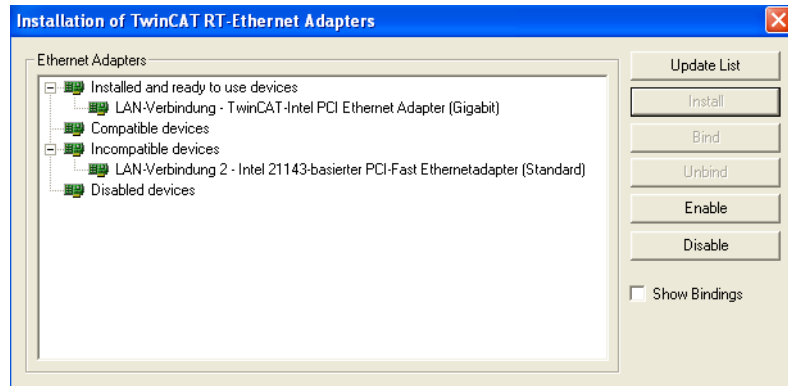 Installation of TwinCAT RT-Ethernet Adapters
Ethernet Adapters
Installed and ready to use devices
LAN-Verbindung - TwinCAT-Intel PCI Ethernet Adapter (Gigabit)
Compatible devices
Incompatible devices
LAN-Verbindung 2 - Intel 21143-basierter PCI-Fast Ethernetadapter (Standard)
Disabled devices
Update List
Install
Bind
Unbind
Enable
Disable
Show Bindings